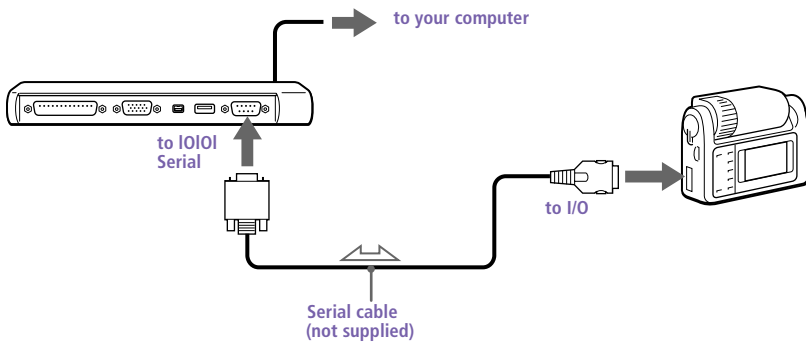 to your computer
to IOIOI
Serial
to I/O
Serial cable
(not supplied)